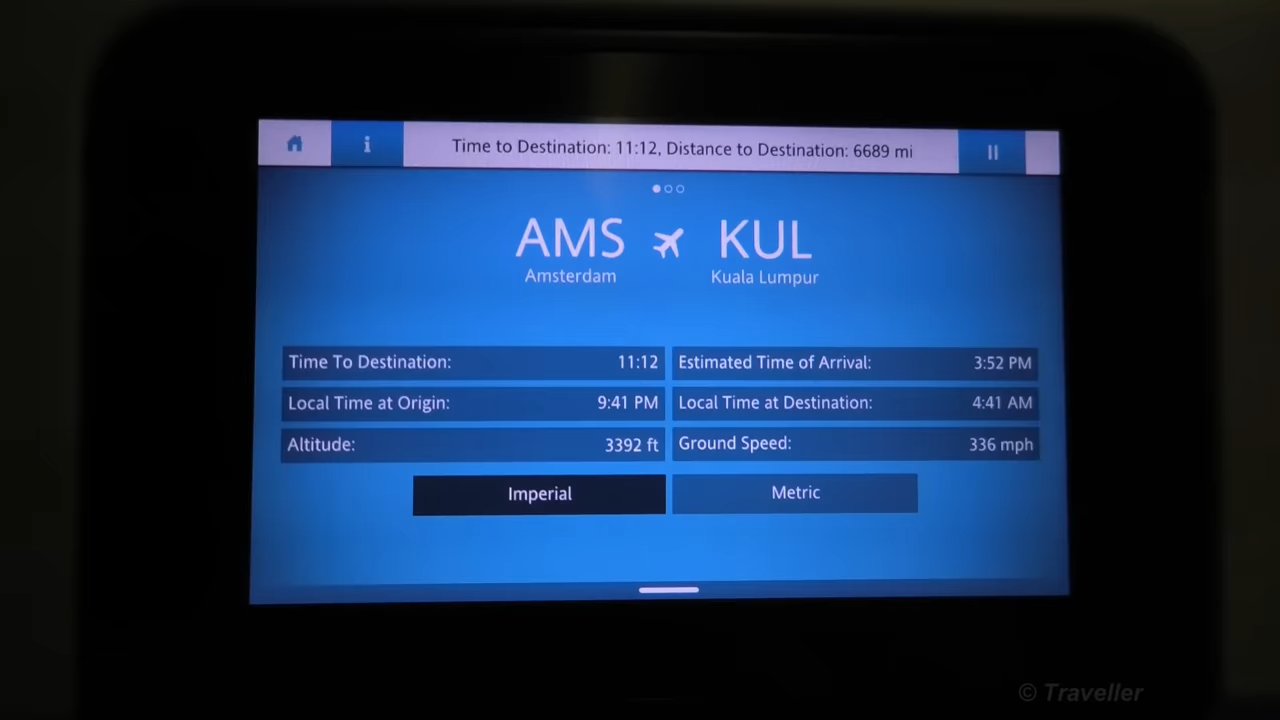 i
Time to Destination: 11:12, Distance to Destination: 6689 mi
AMS KUL
Amsterdam Kuala Lumpur
Time To Destination: 11:12 Estimated Time of Arrival: 3:52 PM
Local Time at Origin: 9:41 PM Local Time at Destination: 4:41 AM
Altitude: 3392 ft Ground Speed: 336 mph
Imperial Metric
© Traveller